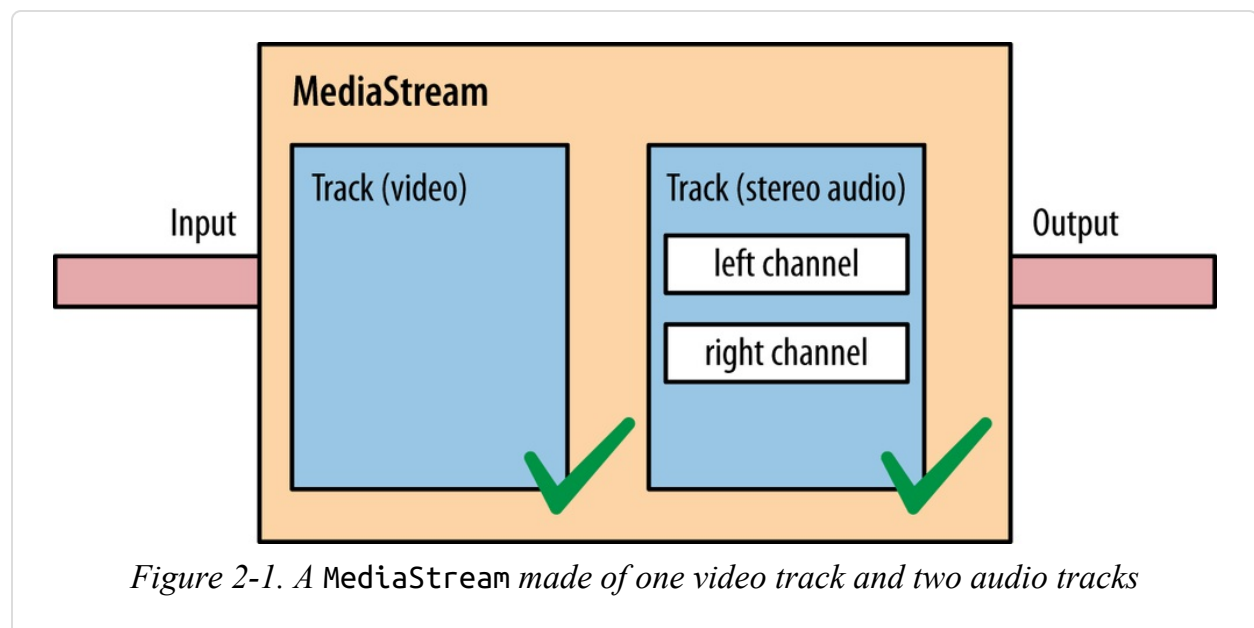 MediaStream
Track (video)
Track (stereo audio)
Input
Output
left channel
right channel
Figure 2-1. A MediaStream made of one video track and two audio tracks